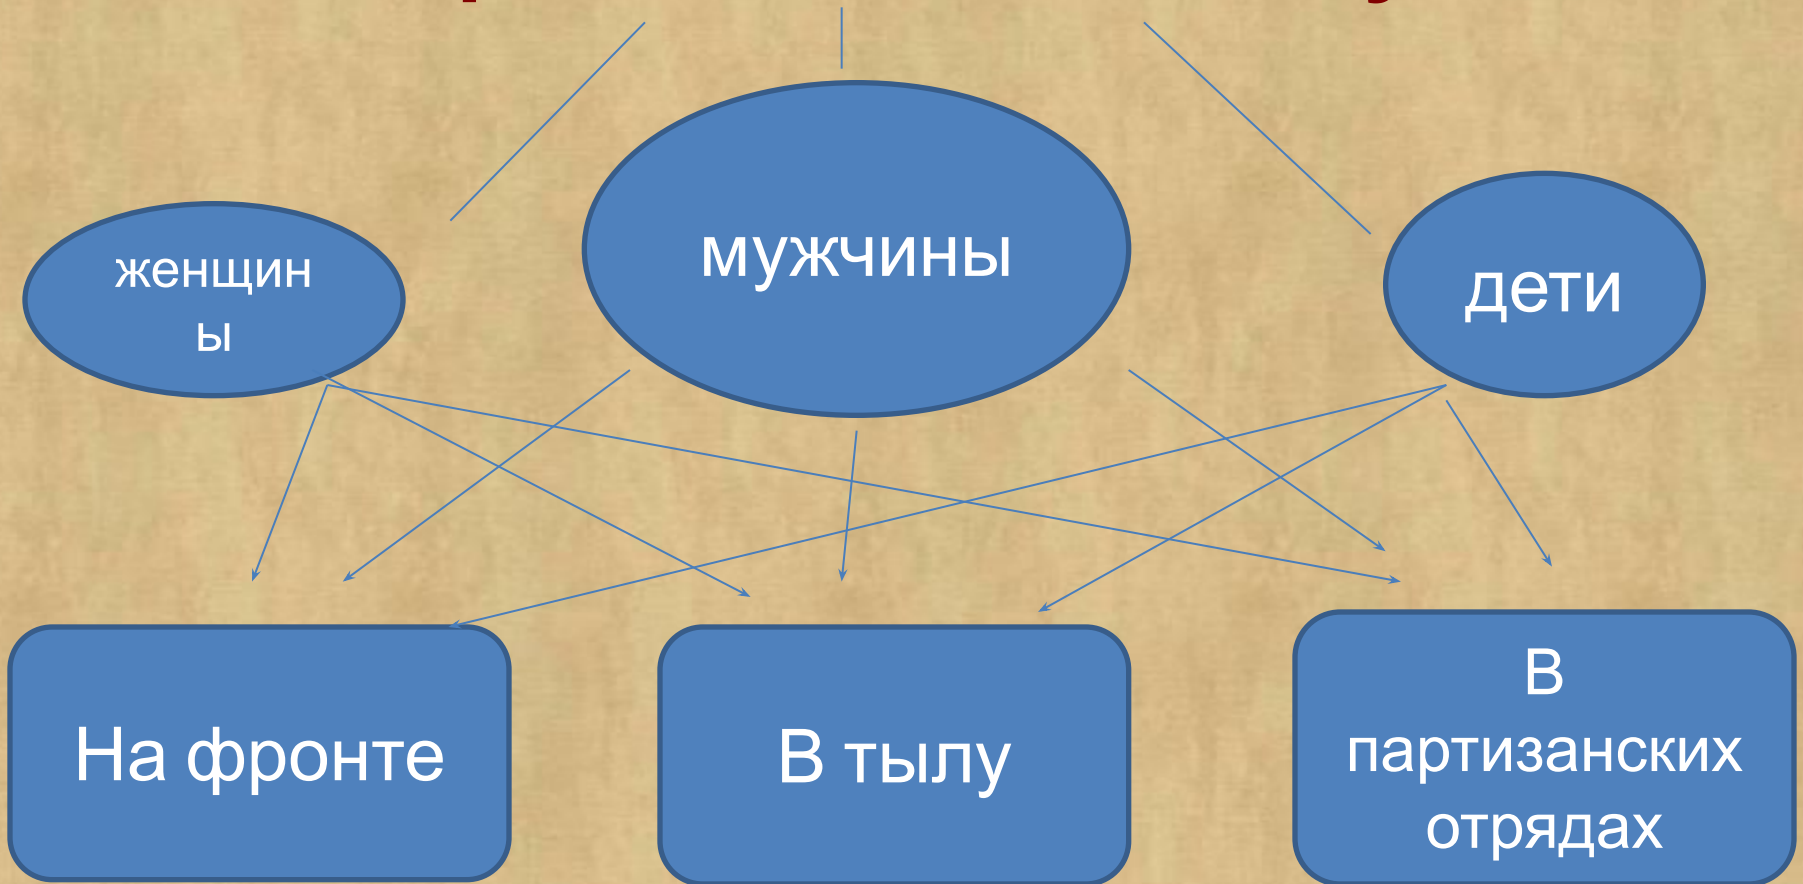 женщин
ы
мужчины
дети
На фронте
В тылу
В
партизанских
отрядах